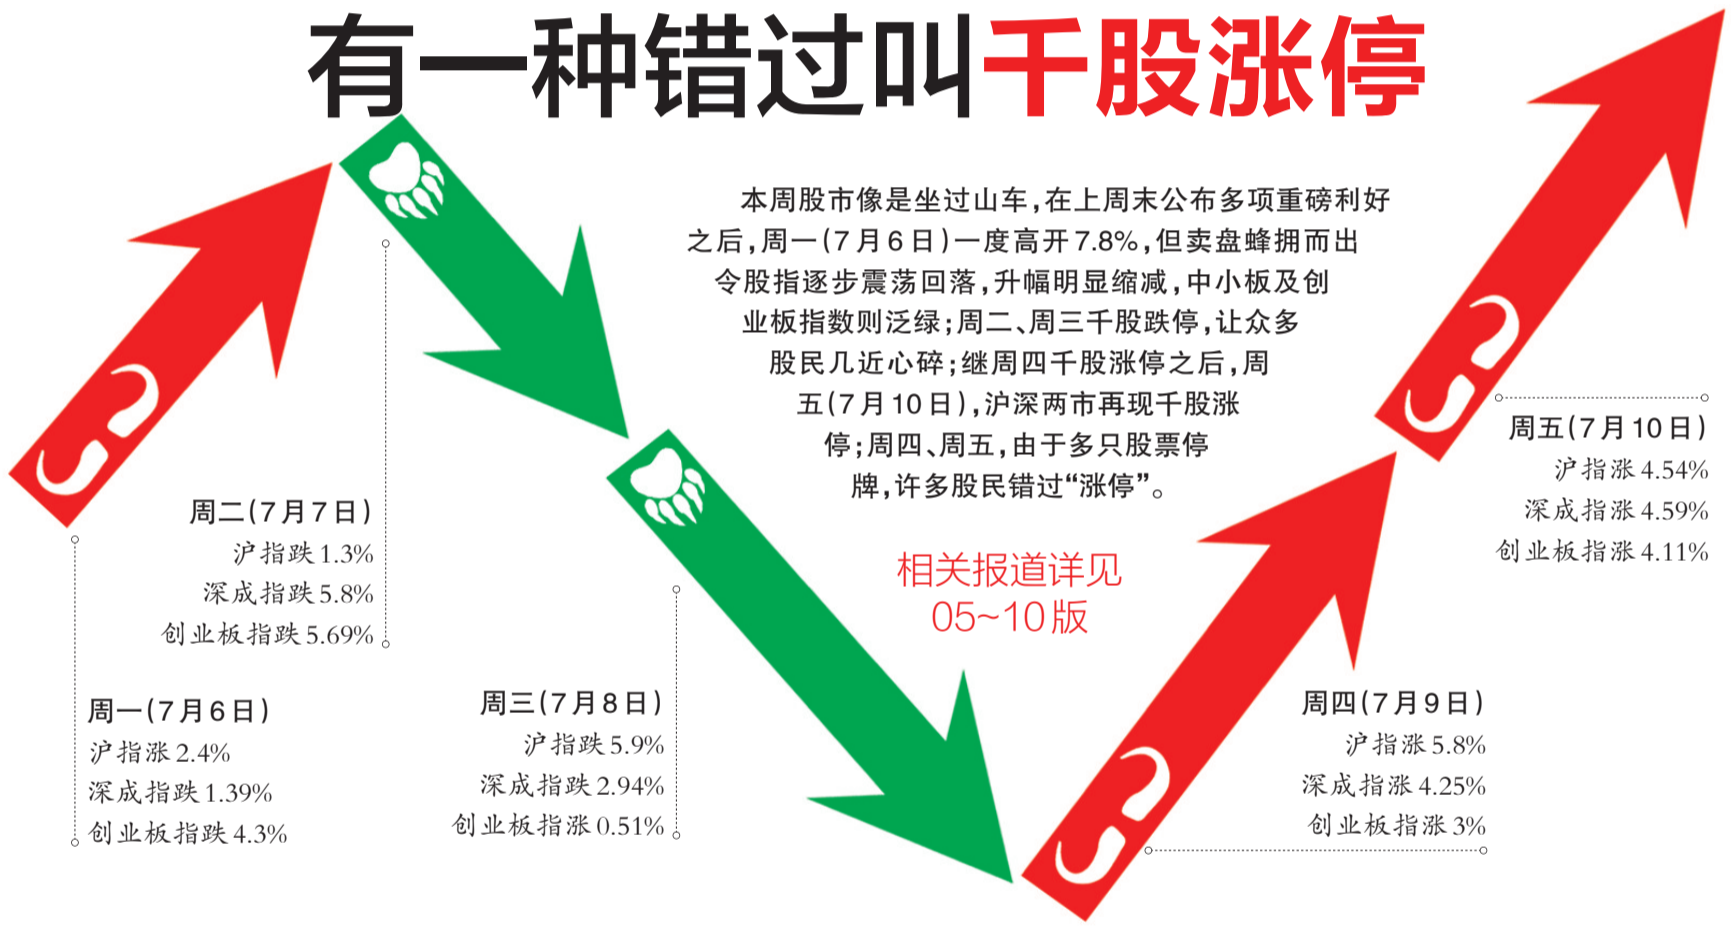 有一种错过叫千股涨停
本周股市像是坐过山车,在上周末公布多项重磅利好
之后,周一(7月6日)一度高开7.8%,但卖盘蜂拥而出
令股指逐步震荡回落,升幅明显缩减,中小板及创
业板指数则泛绿;周二、周三千股跌停,让众多
股民几近心碎;继周四千股涨停之后,周
五(7月10日),沪深两市再现千股涨
停;周四、周五,由于多只股票停
牌,许多股民错过“涨停”。
相关报道详见
05~10版
周一(7月6日)
沪指涨2.4%
深成指跌1.39%
创业板指跌4.3%
周二(7月7日)
沪指跌1.3%
深成指跌5.8%
创业板指跌5.69%
周三(7月8日)
沪指跌5.9%
深成指跌2.94%
创业板指涨0.51%
周四(7月9日)
沪指涨5.8%
深成指涨4.25%
创业板指涨3%
周五(7月10日)
沪指涨4.54%
深成指涨4.59%
创业板指涨4.11%